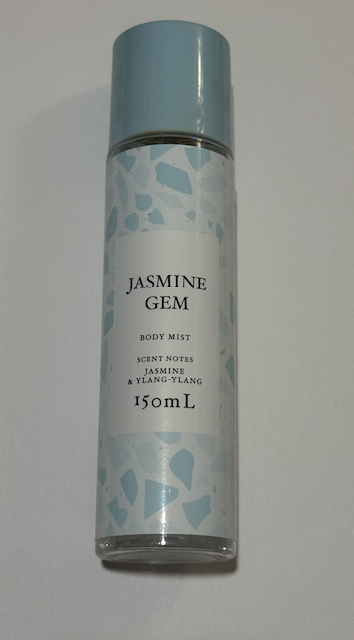 JASMINE
GEM
BODY MIST
SCENT NOTES
JASMINE
& YLANG-YLANG
150mL